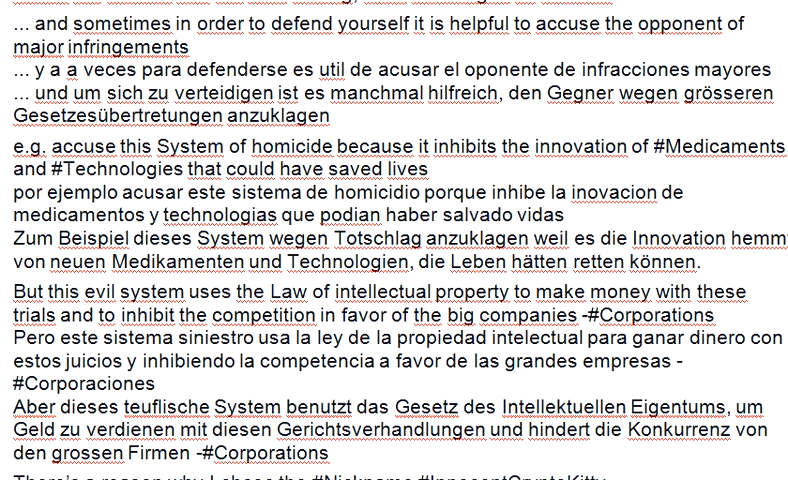 ... and sometimes in order to defend yourself it is helpful to accuse the opponent of
major infringements
... y a a veces para defenderse es util de acusar el oponente de infracciones mayores
... und um sich zu verteidigen ist es manchmal hilfreich, den Gegner wegen grösseren
Gesetzesübertretungen anzuklagen
e.g. accuse this System of homicide because it inhibits the innovation of #Medicaments
and #Technologies that could have saved lives
por ejemplo acusar este sistema de homicidio porque inhibe la inovacion de
medicamentos y technologias que podian haber salvado vidas
Zum Beispiel dieses System wegen Totschlag anzuklagen weil es die Innovation hemm
von neuen Medikamenten und Technologien, die Leben hätten retten können.
But this evil system uses the Law of intellectual property to make money with these
trials and to inhibit the competition in favor of the big companies -#Corporations
Pero este sistema siniestro usa la ley de la propiedad intelectual para ganar dinero con
estos juicios y inhibiendo la competencia a favor de las grandes empresas -
#Corporaciones
Aber dieses teuflische System benutzt das Gesetz des Intellektuellen Eigentums, um
Geld zu verdienen mit diesen Gerichtsverhandlungen und hindert die Konkurrenz von
den grossen Firmen -#Corporations
There's a reason why I chose the #Nickname #InnocentCryptoKitty